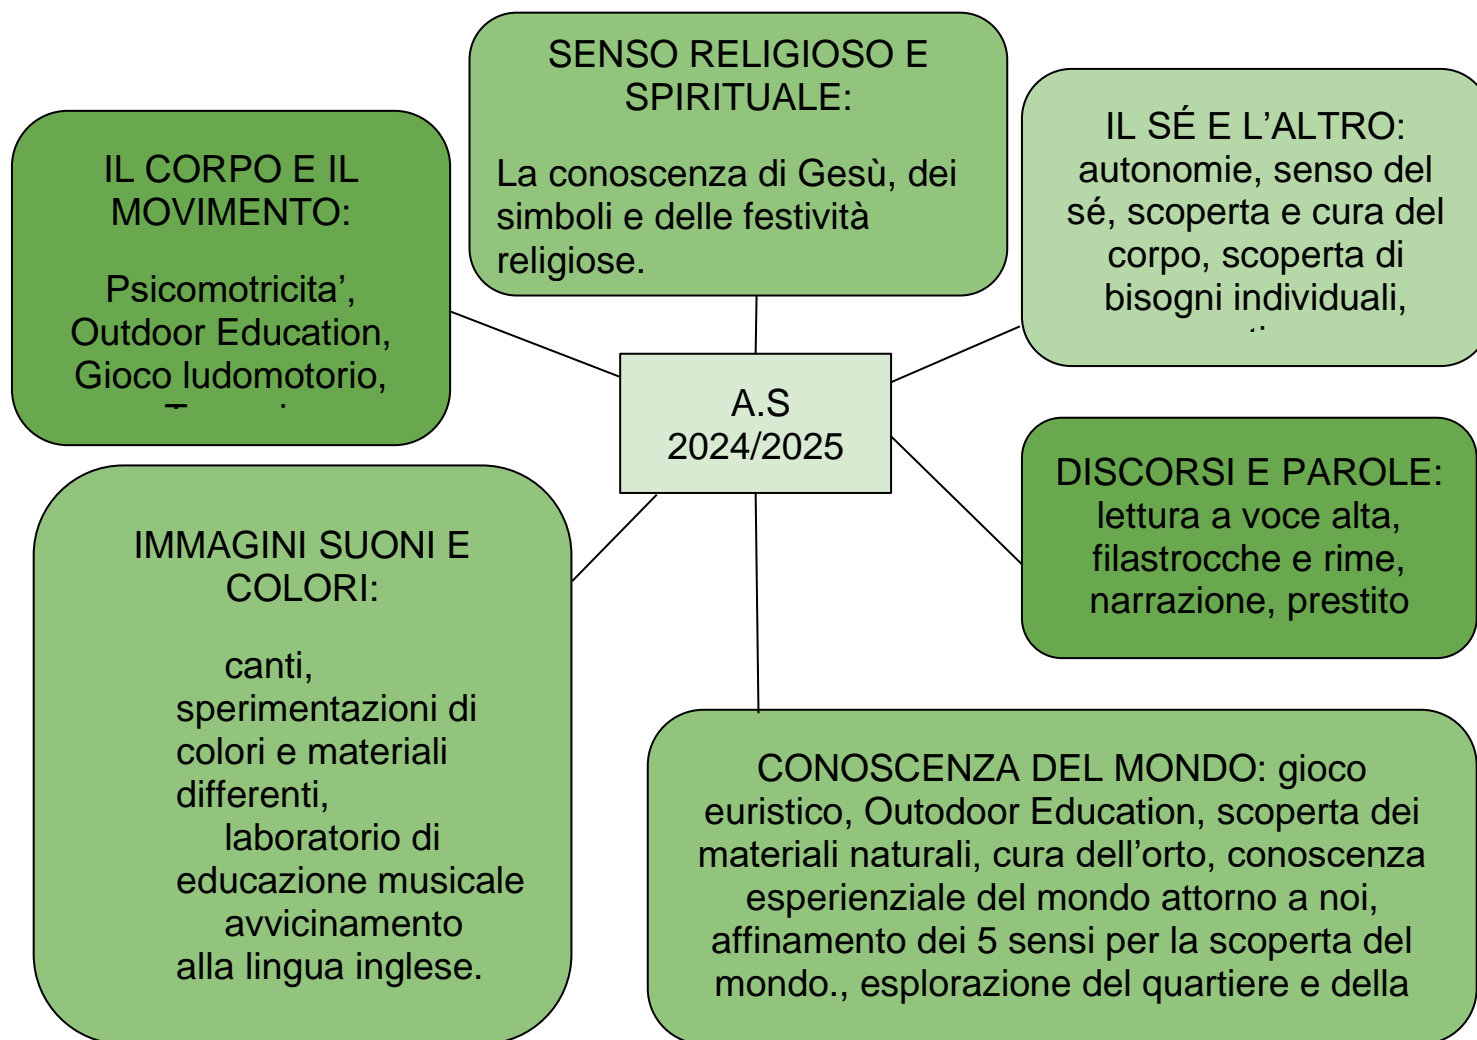 SENSO RELIGIOSO E
SPIRITUALE:
La conoscenza di Gesù, dei
simboli e delle festività
religiose.
IL SÉ E L’ALTRO:
autonomie, senso del
sé, scoperta e cura del
corpo, scoperta di
bisogni individuali,
IL CORPO E IL
MOVIMENTO:
Psicomotricita’,
Outdoor Education,
Gioco ludomotorio,
A.S
2024/2025
DISCORSI E PAROLE:
lettura a voce alta,
filastrocche e rime,
narrazione, prestito
IMMAGINI SUONI E
COLORI:
canti,
sperimentazioni di
colori e materiali
differenti,
laboratorio di
educazione musicale
avvicinamento
alla lingua inglese.
CONOSCENZA DEL MONDO: gioco
euristico, Outodoor Education, scoperta dei
materiali naturali, cura dell’orto, conoscenza
esperienziale del mondo attorno a noi,
affinamento dei 5 sensi per la scoperta del
mondo., esplorazione del quartiere e della